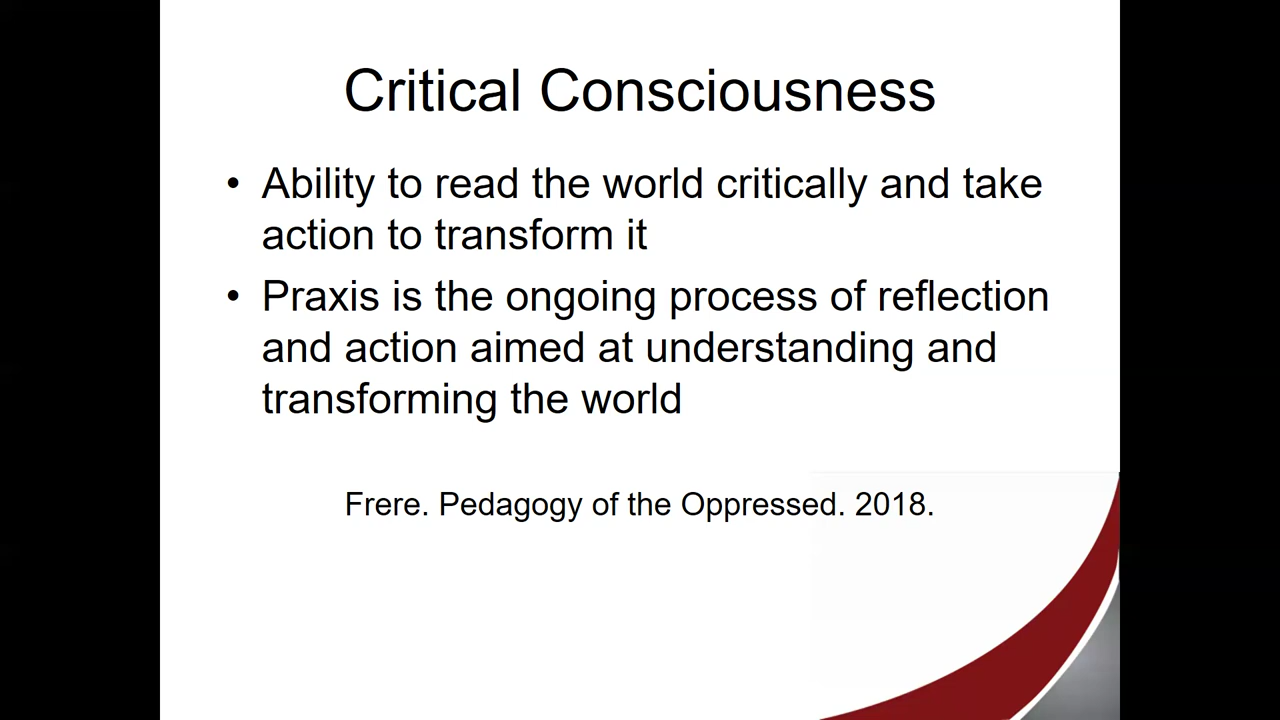 Critical Consciousness
• Ability to read the world critically and take
action to transform it
• Praxis is the ongoing process of reflection
and action aimed at understanding and
transforming the world
Frere. Pedagogy of the Oppressed. 2018.